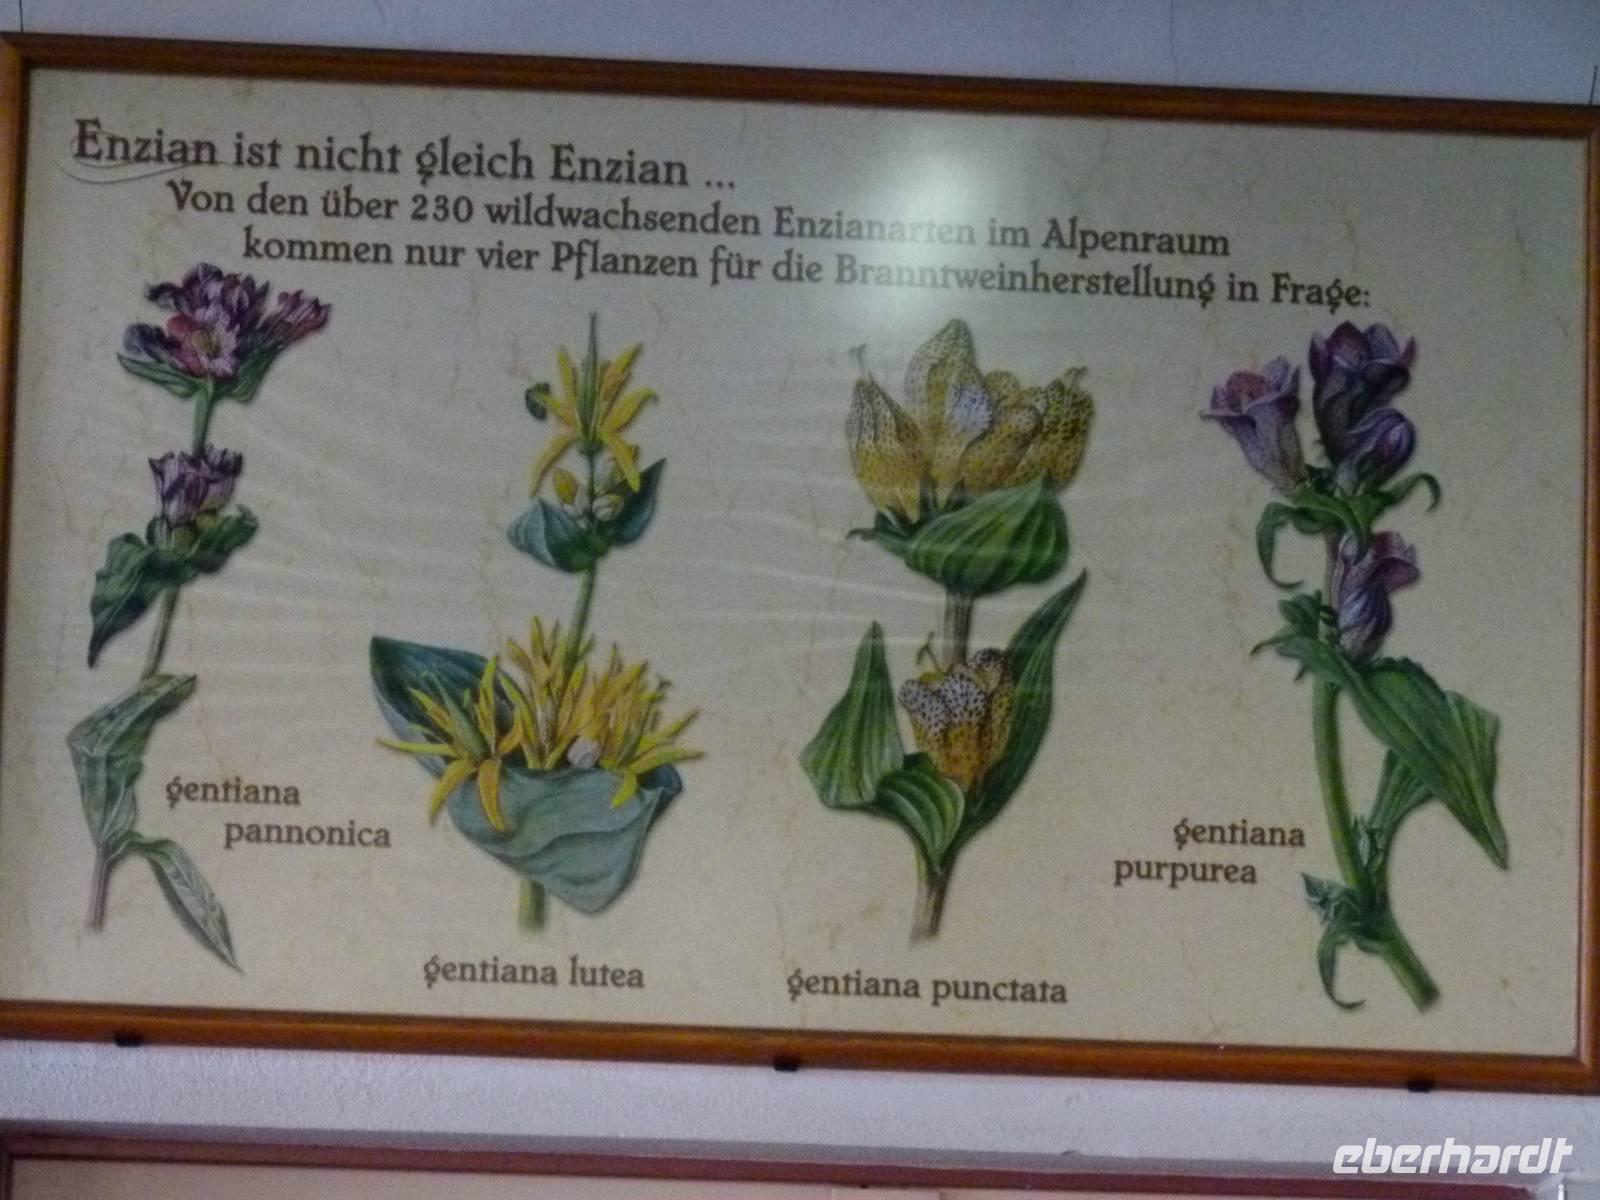 Enzian ist nicht gleich Enzian ...
Von den über 230 wildwachsenden Enzianarten im Alpenraum
kommen nur vier Pflanzen für die Branntweinherstellung in Frage:
gentiana
pannonica
gentiana lutea
gentiana punctata
gentiana
purpurea
eberhardt